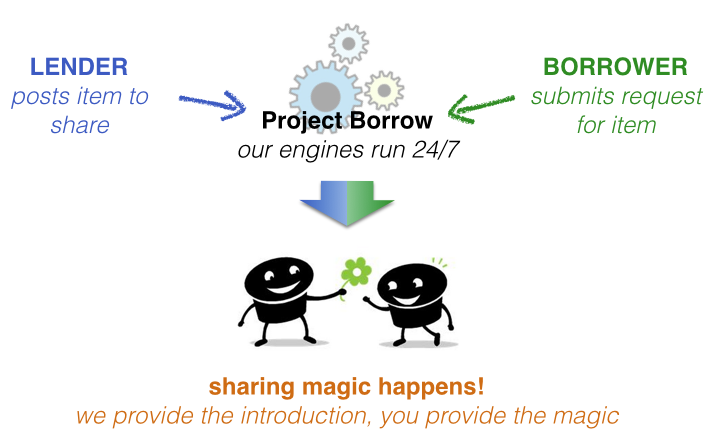 LENDER
posts item to
share
Project Borrow
our engines run 24/7
BORROWER
submits request
for item
sharing magic happens!
we provide the introduction, you provide the magic